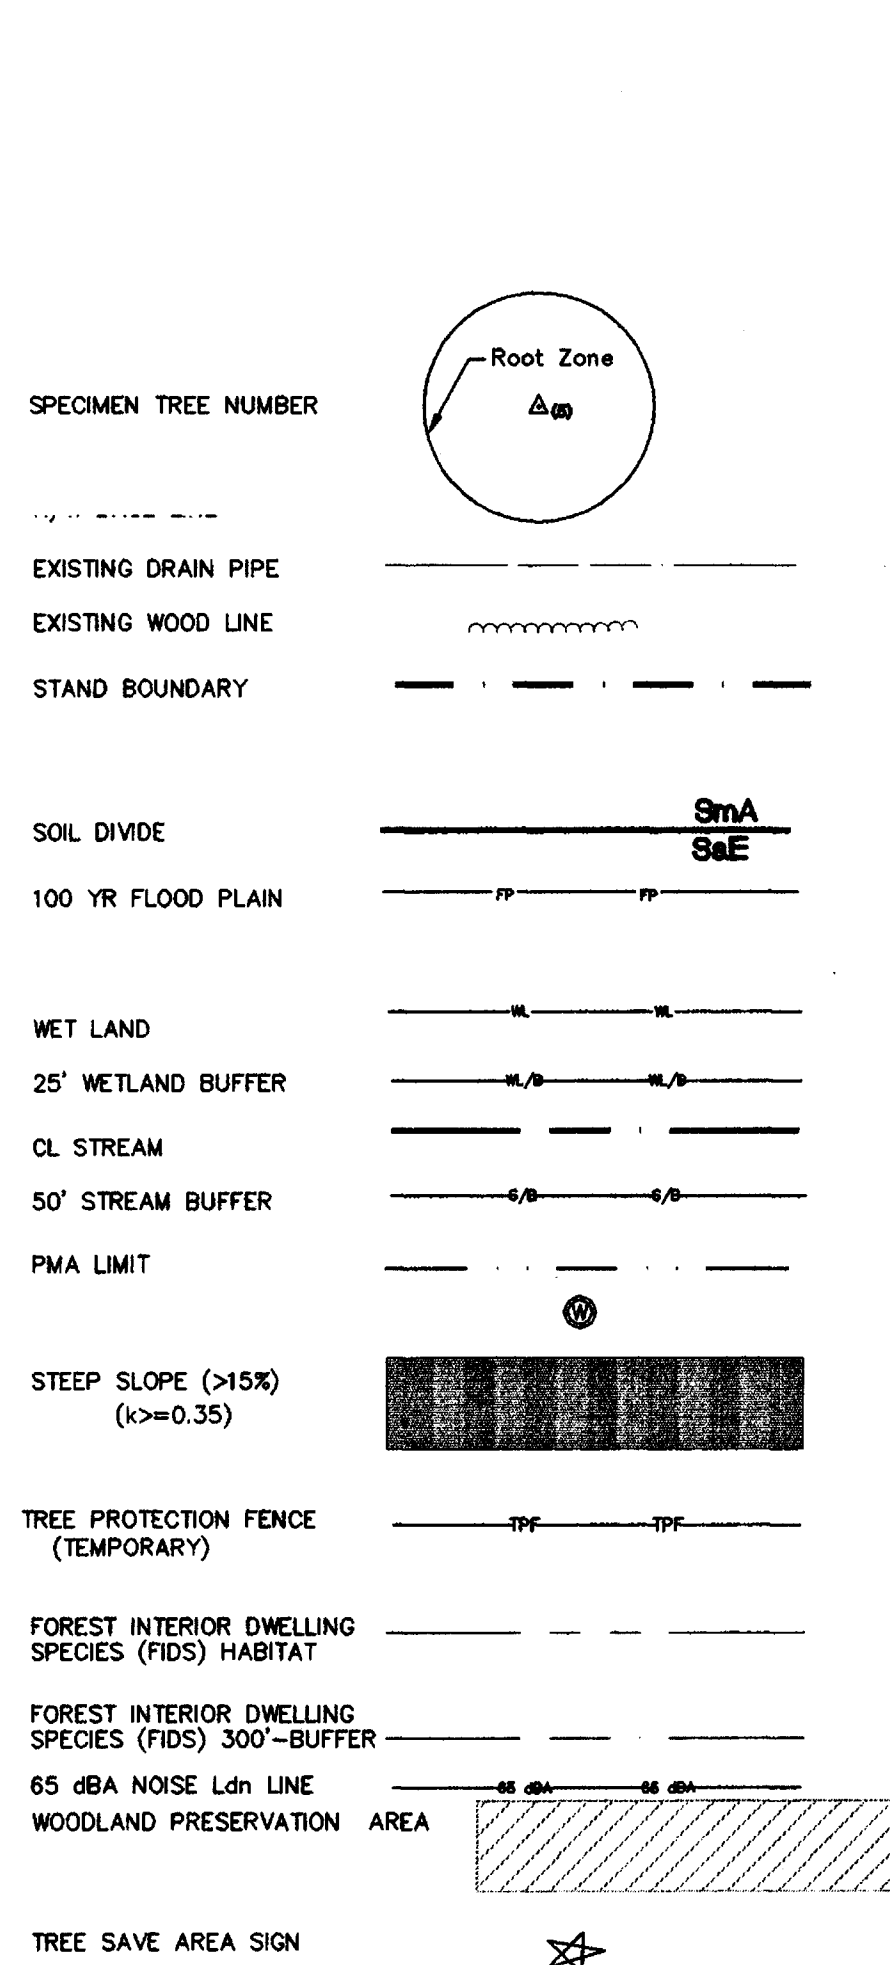 Root Zone
SPECIMEN TREE NUMBER
(5)
EXISTING DRAIN PIPE
EXISTING WOOD LINE
STAND BOUNDARY
SmA
SOIL DIVIDE
SaE
100 YR FLOOD PLAIN FP FP
WET LAND WL WL
25' WETLAND BUFFER WL/B WL/B
CL STREAM
50' STREAM BUFFER S/B S/B
PMA LIMIT
W
STEEP SLOPE (>15%)
(k>=0.35)
TREE PROTECTION FENCE TPF TPF
(TEMPORARY)
FOREST INTERIOR DWELLING
SPECIES (FIDS) HABITAT
FOREST INTERIOR DWELLING
SPECIES (FIDS) 300'-BUFFER
65 dBA NOISE Ldn LINE 65 dBA 65 dBA
WOODLAND PRESERVATION AREA
TREE SAVE AREA SIGN